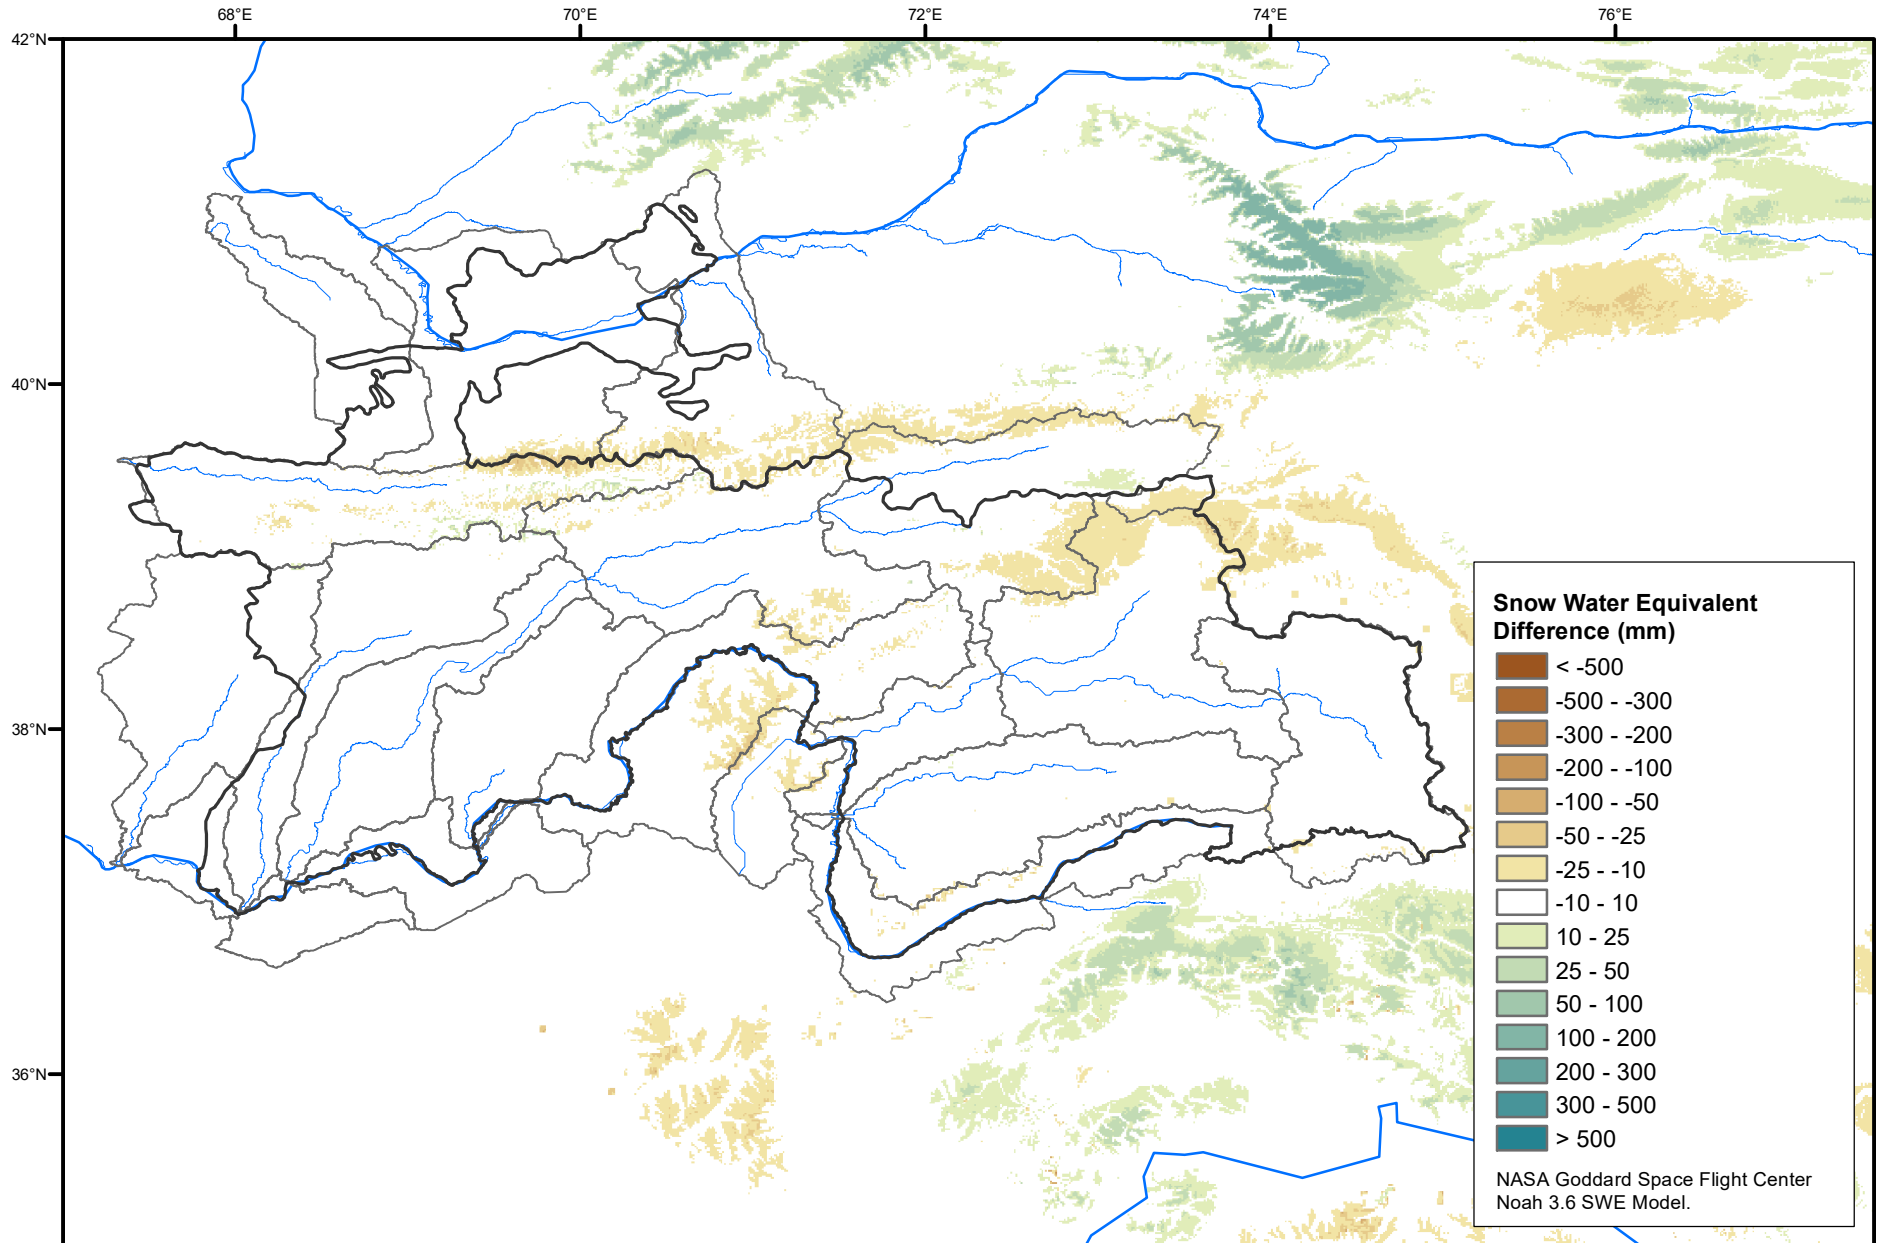 68°E
70°E
72°E
74°E
76°E
42°N
40°N
38°N
36°N
Snow Water Equivalent
Difference (mm)
< -500
-500 - -300
-300 - -200
-200 - -100
-100 - -50
-50 - -25
-25 - -10
-10 - 10
10 - 25
25 - 50
50 - 100
100 - 200
200 - 300
300 - 500
> 500
NASA Goddard Space Flight Center
Noah 3.6 SWE Model.